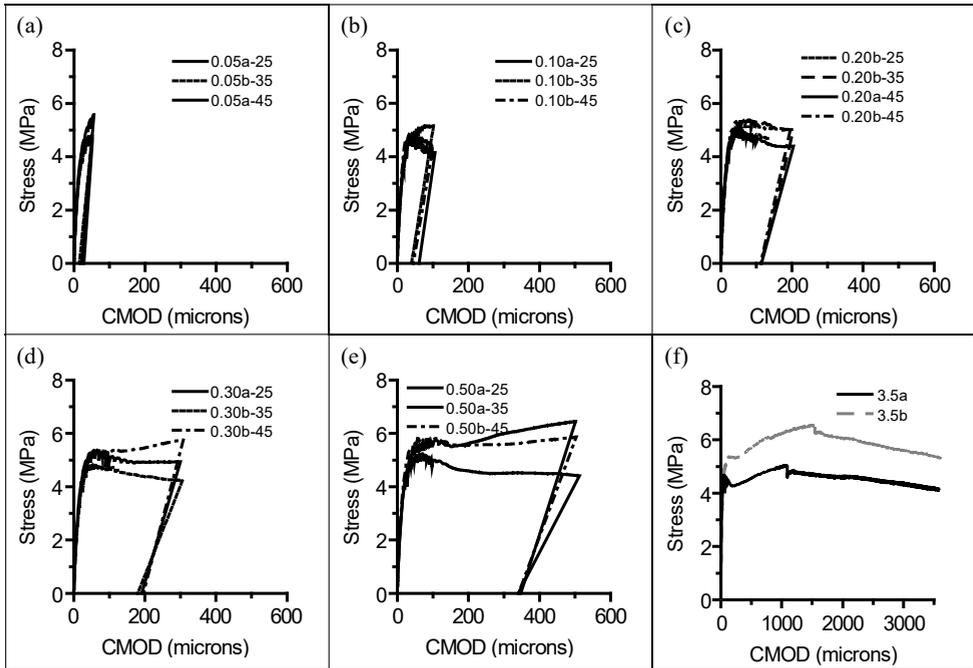 (a)
0.05a-25
0.05b-35
0.05a-45
Stress (MPa)
8
6
4
2
0
0 200 400 600
CMOD (microns)
(b)
0.10a-25
0.10b-35
0.10b-45
Stress (MPa)
8
6
4
2
0
0 200 400 600
CMOD (microns)
(c)
0.20b-25
0.20b-35
0.20a-45
0.20b-45
Stress (MPa)
8
6
4
2
0
0 200 400 600
CMOD (microns)
(d)
0.30a-25
0.30b-35
0.30b-45
Stress (MPa)
8
6
4
2
0
0 200 400 600
CMOD (microns)
(e)
0.50a-25
0.50a-35
0.50b-45
Stress (MPa)
8
6
4
2
0
0 200 400 600
CMOD (microns)
(f)
3.5a
3.5b
Stress (MPa)
8
6
4
2
0
0 1000 2000 3000
CMOD (microns)